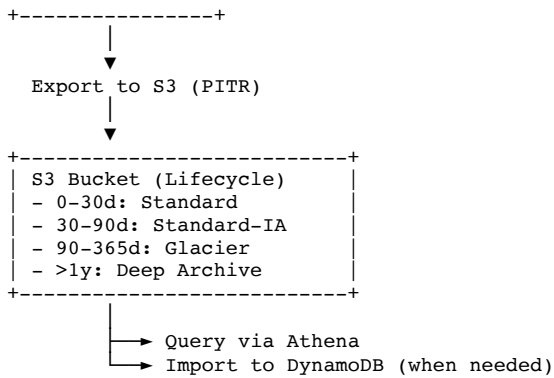 Export to S3 (PITR)
S3 Bucket (Lifecycle)
- 0-30d: Standard
- 30-90d: Standard-IA
- 90-365d: Glacier
- >1y: Deep Archive
Query via Athena
Import to DynamoDB (when needed)